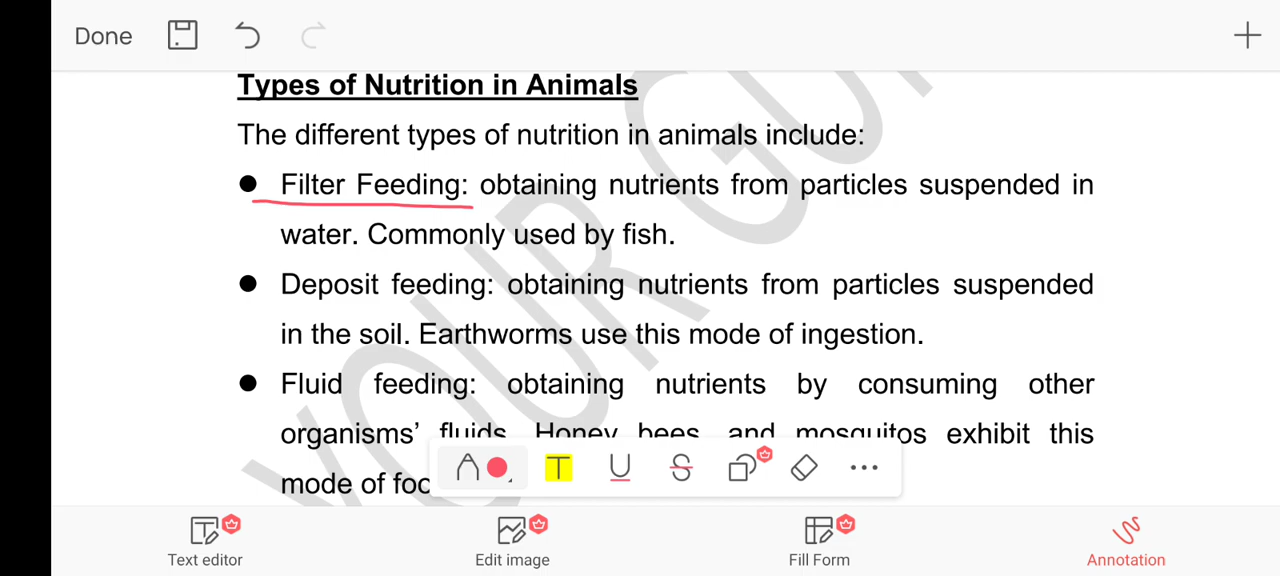 Done
Types of Nutrition in Animals
The different types of nutrition in animals include:
● Filter Feeding: obtaining nutrients from particles suspended in
water. Commonly used by fish.
● Deposit feeding: obtaining nutrients from particles suspended
in the soil. Earthworms use this mode of ingestion.
● Fluid feeding: obtaining nutrients by consuming other
organisms' fluids. Honey bees, and mosquitos exhibit this
mode of
T U S
Text editor Edit image Fill Form Annotation
YOUR